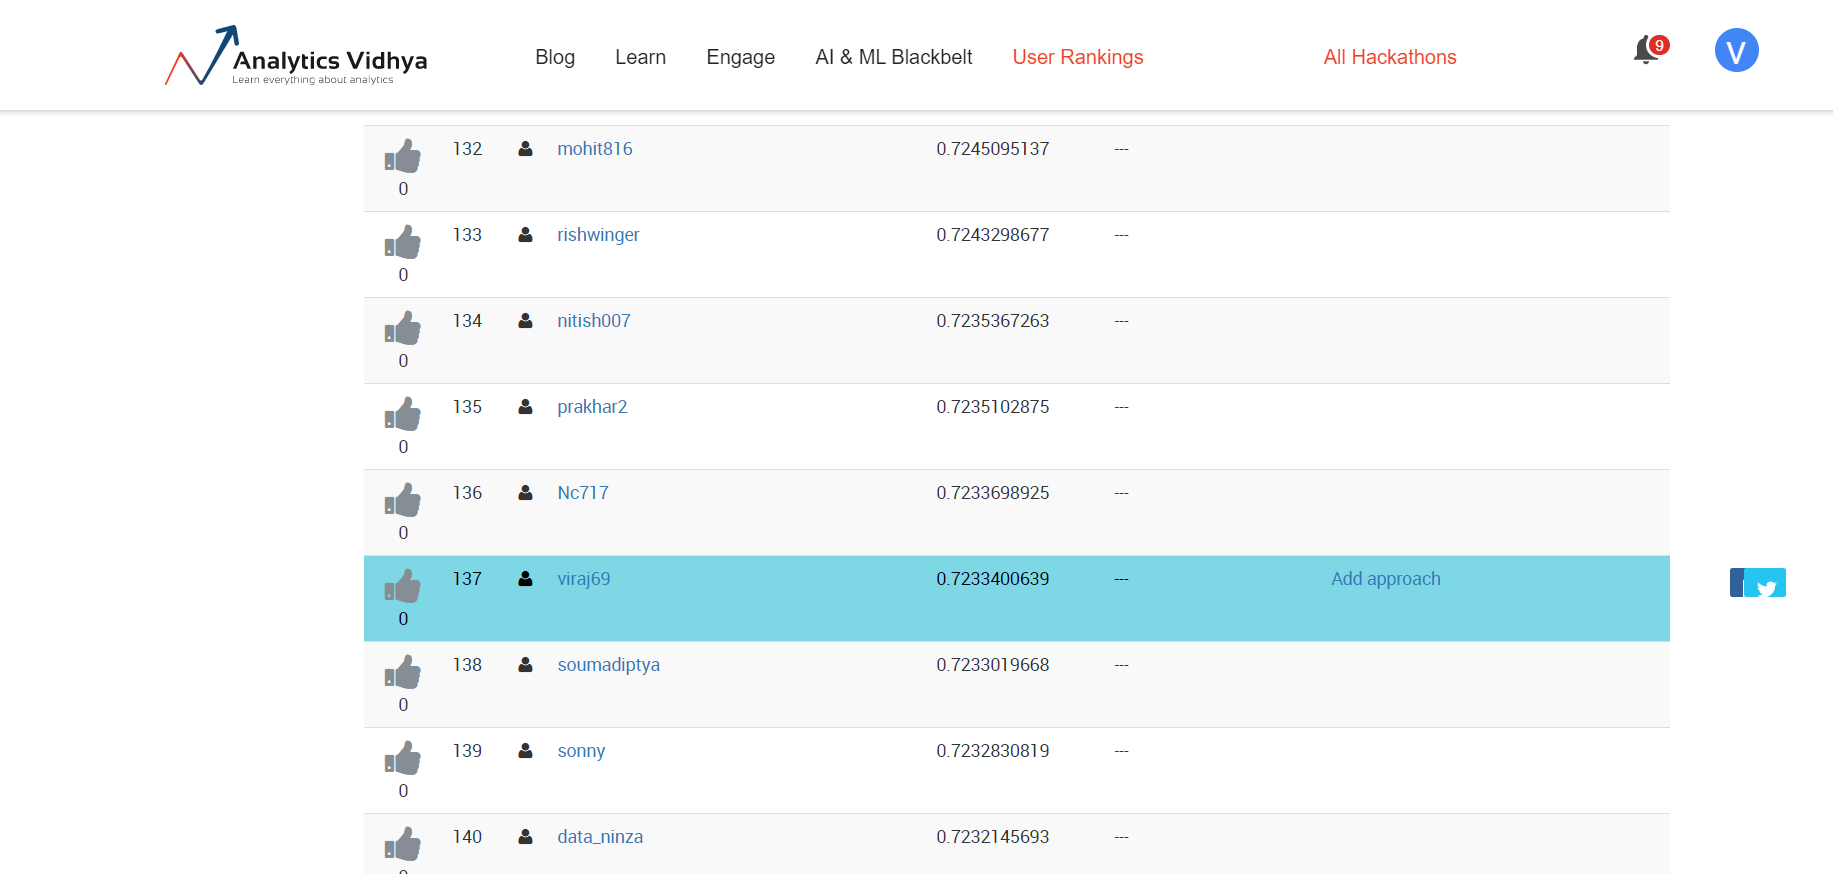 Analytics Vidhya
Learn everything about analytics
Blog Learn Engage AI & ML Blackbelt User Rankings All Hackathons 9 V
132 mohit816 0.7245095137 ---
0
133 rishwinger 0.7243298677 ---
0
134 nitish007 0.7235367263 ---
0
135 prakhar2 0.7235102875 ---
0
136 Nc717 0.7233698925 ---
0
137 viraj69 0.7233400639 --- Add approach
0
138 soumadiptya 0.7233019668 ---
0
139 sonny 0.7232830819 ---
0
140 data_ninza 0.7232145693 ---